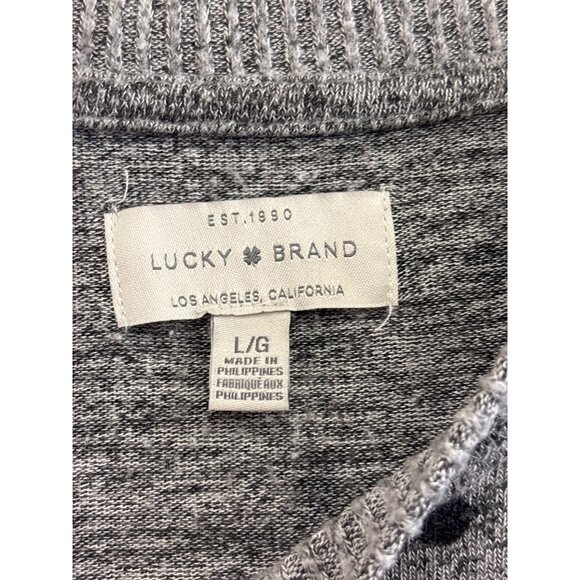 EST.1990
LUCKY BRAND
LOS ANGELES, CALIFORNIA
L/G
MADE IN
PHILIPPINES
FABRIQUÉ AUX
PHILIPPINES